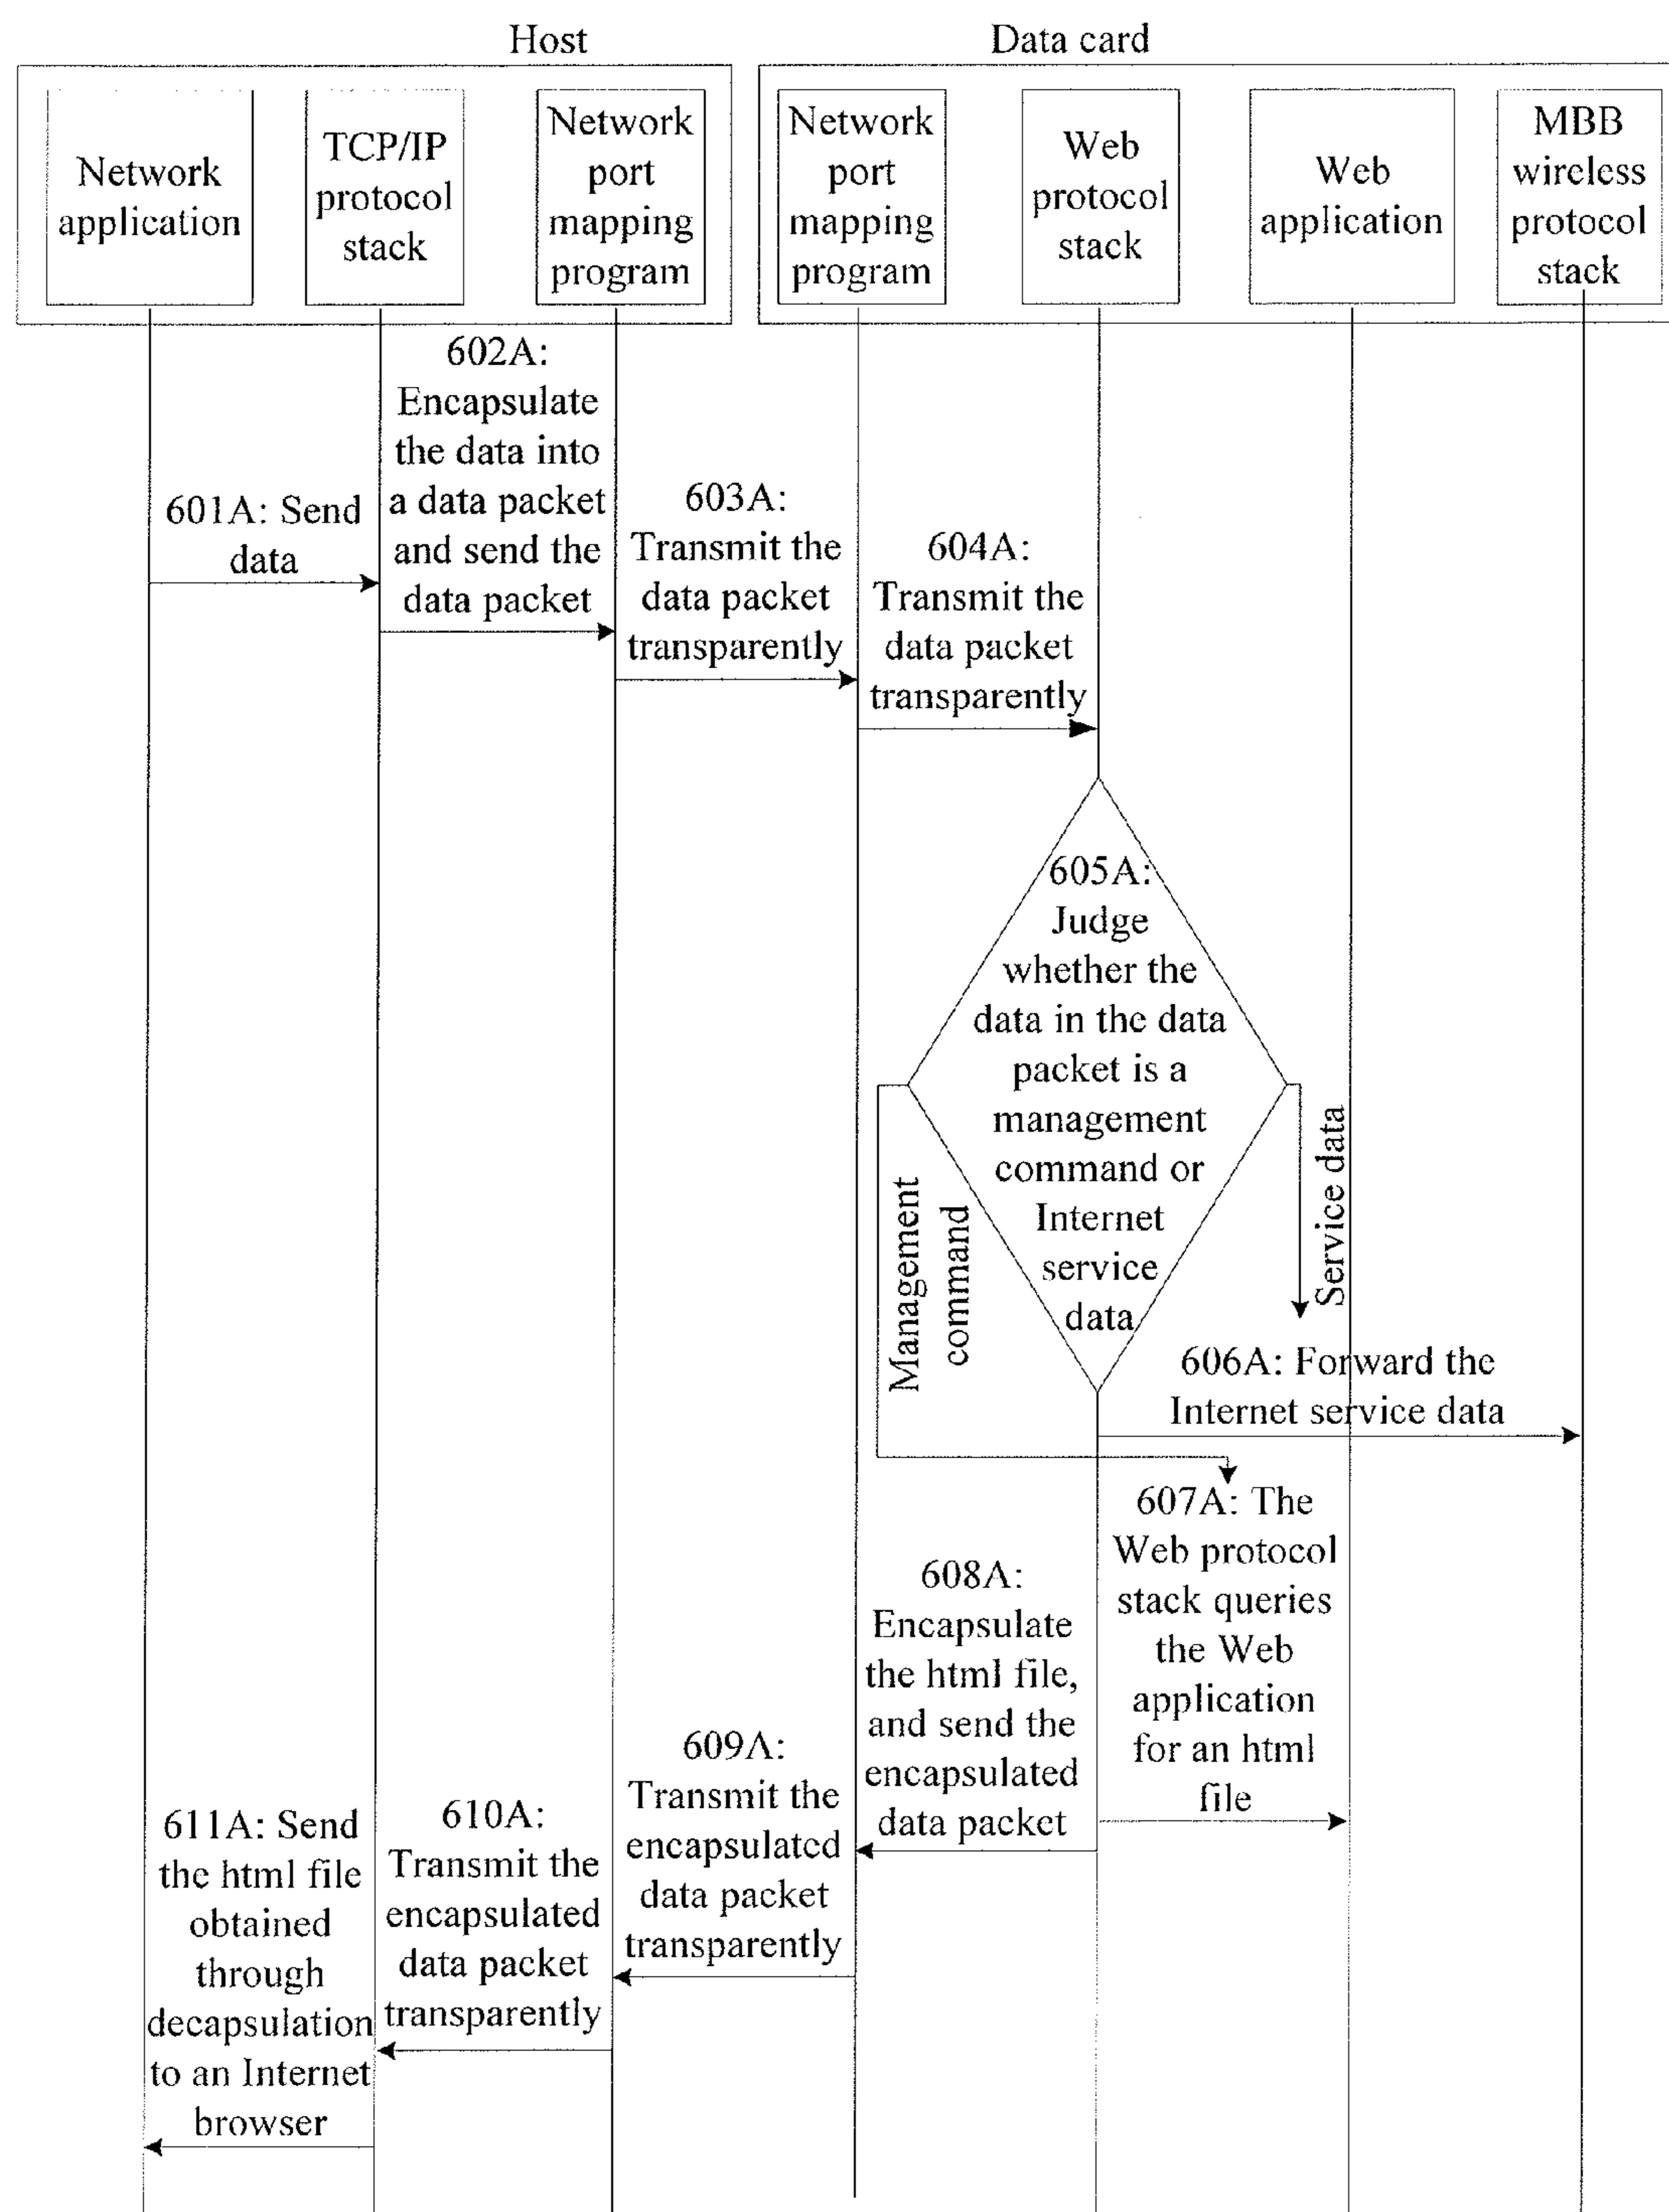 Host
Data card
Network
application
TCP/IP
protocol
stack
Network
port
mapping
program
Network
port
mapping
program
Web
protocol
stack
Web
application
MBB
wireless
protocol
stack
601A: Send
data
602A:
Encapsulate
the data into
a data packet
and send the
data packet
603A:
Transmit the
data packet
transparently
604A:
Transmit the
data packet
transparently
605A:
Judge
whether the
data in the data
packet is a
management
command or
Internet
service
data
Management
command
Service data
606A: Forward the
Internet service data
607A: The
Web protocol
stack queries
the Web
application
for an html
file
608A:
Encapsulate
the html file,
and send the
encapsulated
data packet
609A:
Transmit the
encapsulated
data packet
transparently
610A:
Transmit the
encapsulated
data packet
transparently
611A: Send
the html file
obtained
through
decapsulation
to an Internet
browser